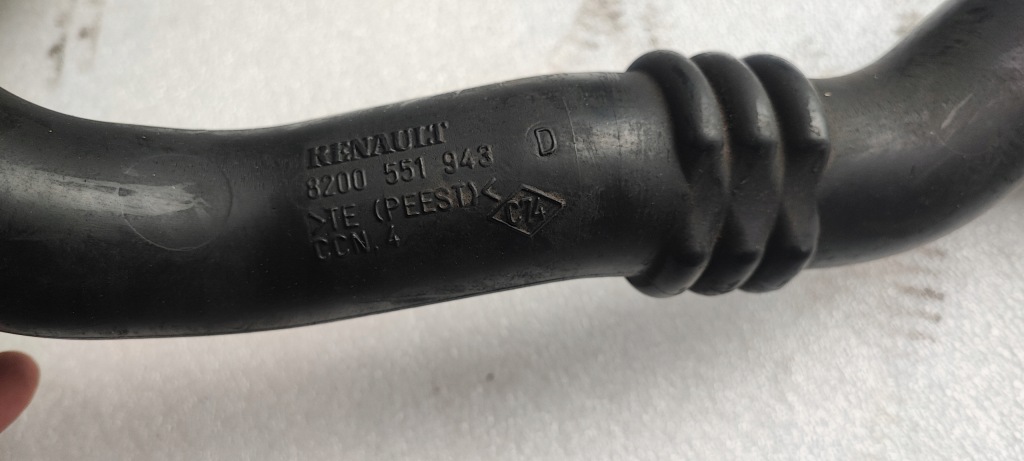 RENAULT
8200 551 943 D
>TE (PEEST)<
C74
CCN. 4